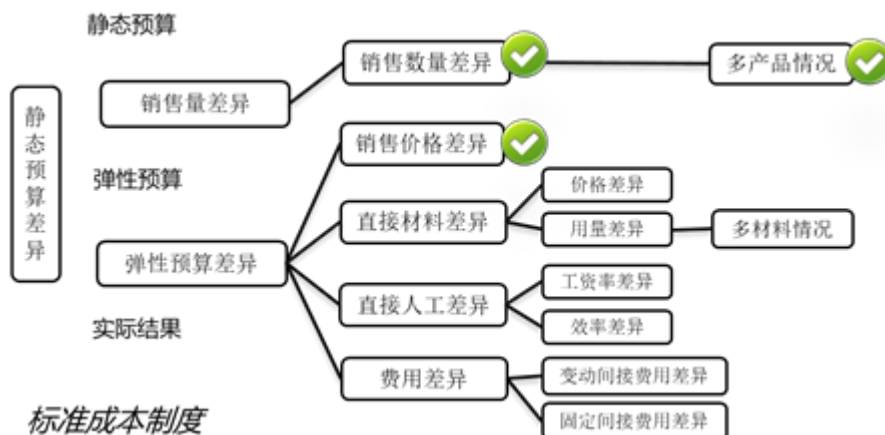 静态预算
销售数量差异
多产品情况
销售量差异
静态预算差异
销售价格差异
弹性预算
价格差异
直接材料差异
用量差异
多材料情况
弹性预算差异
工资率差异
直接人工差异
实际结果
效率差异
费用差异
变动间接费用差异
固定间接费用差异
标准成本制度